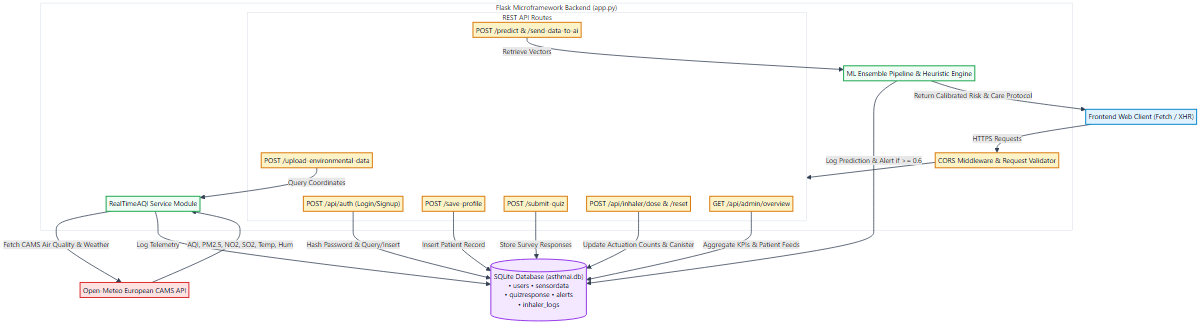 Flask Microframework Backend (app.py)
REST API Routes
POST /predict & /send-data-to-ai
Retrieve Vectors
ML Ensemble Pipeline & Heuristic Engine
Return Calibrated Risk & Care Protocol
Frontend Web Client (Fetch / XHR)
HTTPS Requests
POST /upload-environmental-data
Log Prediction & Alert if >= 0.6
CORS Middleware & Request Validator
Query Coordinates
RealTimeAQI Service Module
POST /api/auth (Login/Signup)
POST /save-profile
POST /submit-quiz
POST /api/inhaler/dose & /reset
GET /api/admin/overview
Fetch CAMS Air Quality & Weather
Log Telemetry
AQI, PM2.5, NO2, SO2, Temp, Hum
Hash Password & Query/Insert
Insert Patient Record
Store Survey Responses
Update Actuation Counts & Canister
Aggregate KPIs & Patient Feeds
Open-Meteo European CAMS API
SQLite Database (asthmai.db)
• users • sensordata
• quizresponse • alerts
• inhaler_logs